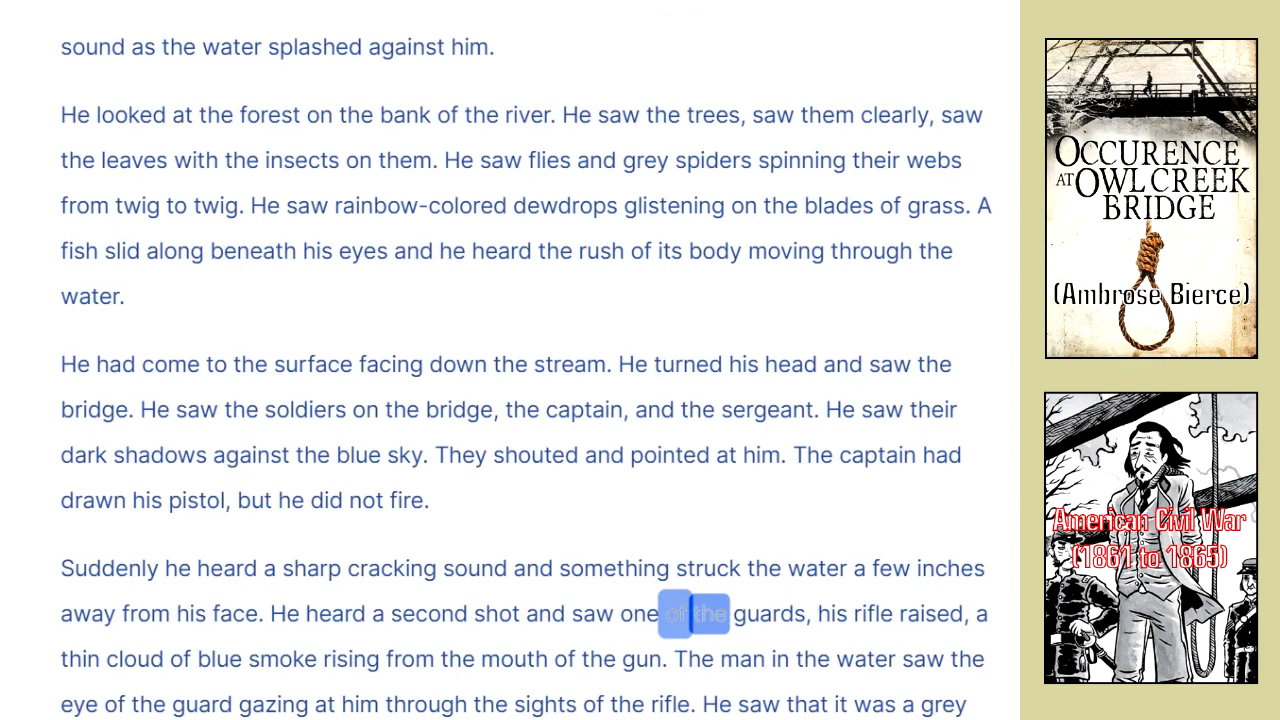 sound as the water splashed against him.
He looked at the forest on the bank of the river. He saw the trees, saw them clearly, saw
the leaves with the insects on them. He saw flies and grey spiders spinning their webs
from twig to twig. He saw rainbow-colored dewdrops glistening on the blades of grass. A
fish slid along beneath his eyes and he heard the rush of its body moving through the
water.
He had come to the surface facing down the stream. He turned his head and saw the
bridge. He saw the soldiers on the bridge, the captain, and the sergeant. He saw their
dark shadows against the blue sky. They shouted and pointed at him. The captain had
drawn his pistol, but he did not fire.
Suddenly he heard a sharp cracking sound and something struck the water a few inches
away from his face. He heard a second shot and saw one of the guards, his rifle raised, a
thin cloud of blue smoke rising from the mouth of the gun. The man in the water saw the
eye of the guard gazing at him through the sights of the rifle. He saw that it was a grey
OCCURENCE
AT OWL CREEK
BRIDGE
(Ambrose Bierce)
American Civil War
(1861 to 1865)